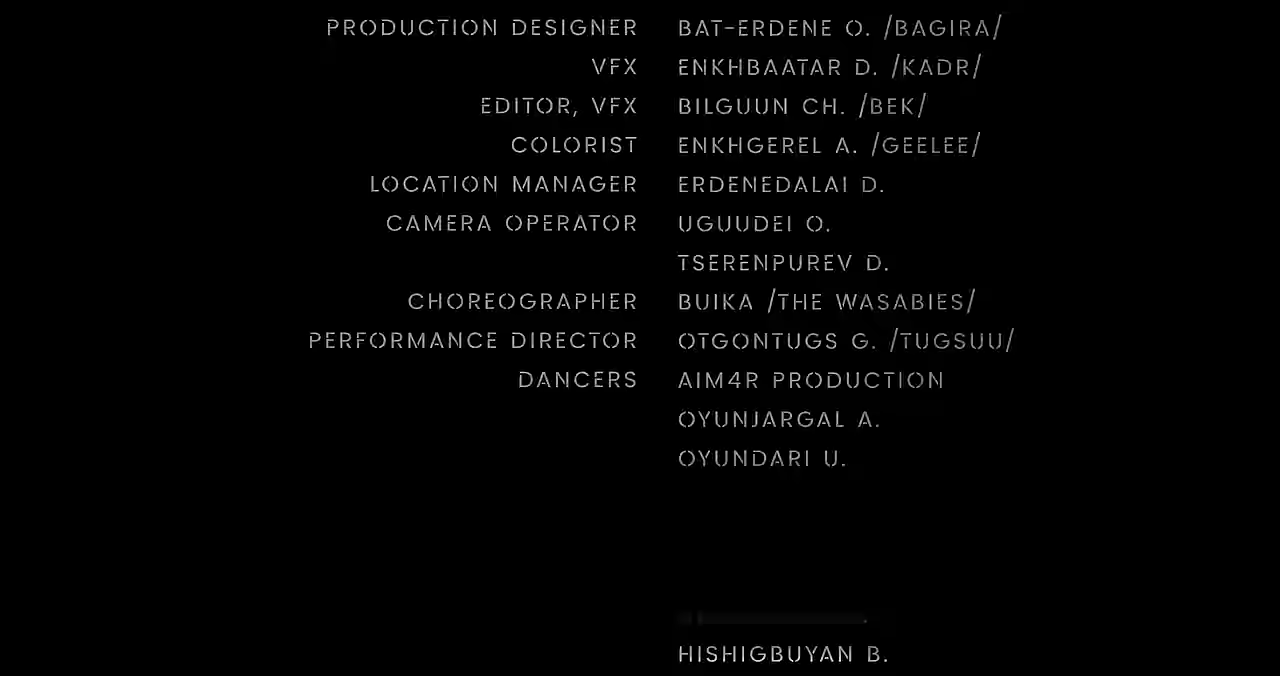 PRODUCTION DESIGNER BAT-ERDENE O. /BAGIRA/
VFX ENKHBAATAR D. /KADR/
EDITOR, VFX BILGUUN CH. /BEK/
COLORIST ENKHGEREL A. /GEELEE/
LOCATION MANAGER ERDENEDALAI D.
CAMERA OPERATOR UGUUDEI O.
TSERENPUREV D.
CHOREOGRAPHER BUIKA /THE WASABIES/
PERFORMANCE DIRECTOR OTGONTUGS G. /TUGSUU/
DANCERS AIM4R PRODUCTION
OYUNJARGAL A.
OYUNDARI U.
HISHIGBUYAN B.